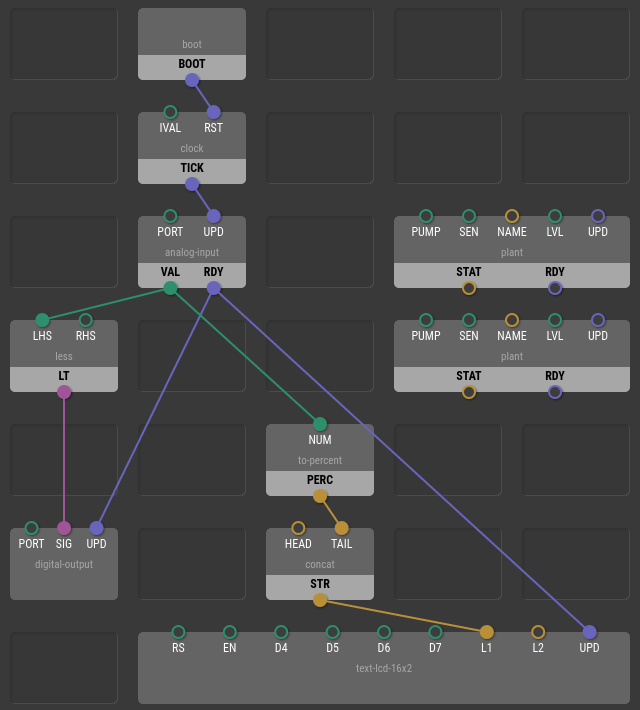 boot
BOOT
IVAL RST
clock
TICK
PORT UPD
analog-input
VAL RDY
PUMP SEN NAME LVL UPD
plant
STAT RDY
LHS RHS
less
LT
PUMP SEN NAME LVL UPD
plant
STAT RDY
NUM
to-percent
PERC
PORT SIG UPD
digital-output
HEAD TAIL
concat
STR
RS EN D4 D5 D6 D7 L1 L2 UPD
text-lcd-16x2